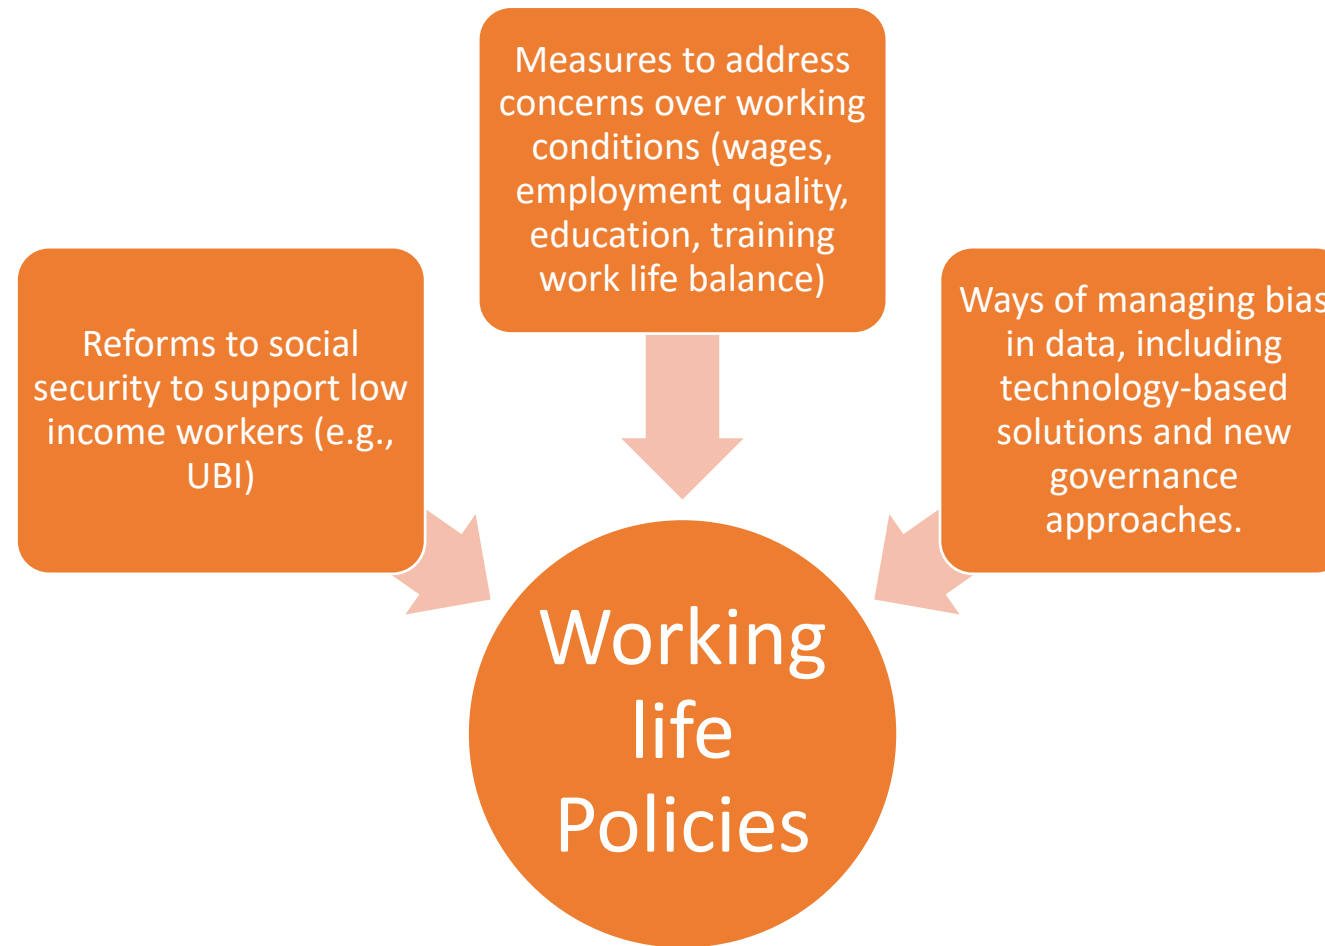 Measures to address
concerns over working
conditions (wages,
employment quality,
education, training
work life balance)
Reforms to social
security to support low
income workers (e.g.,
UBI)
Ways of managing bias
in data, including
technology-based
solutions and new
governance
approaches.
Working
life
Policies